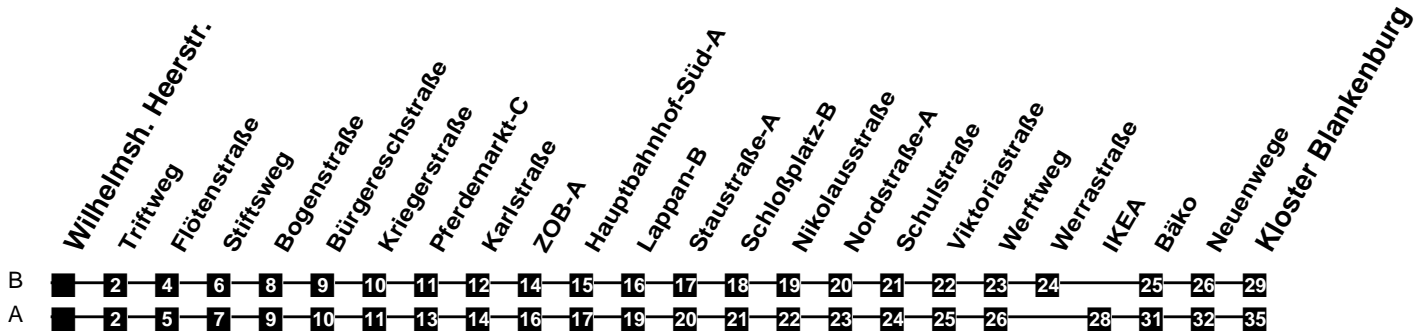 Wilhelmsh. Heerstr.
Triftweg
Flötenstraße
Stiftsweg
Bogenstraße
Bürgereschstraße
Kriegerstraße
Pferdemarkt-C
Karlstraße
ZOB-A
Hauptbahnhof-Süd-A
Lappan-B
Staustraße-A
Schloßplatz-B
Nikolausstraße
Nordstraße-A
Schulstraße
Viktoriastraße
Werftweg
Werrastraße
IKEA
Bäko
Neuenwege
Kloster Blankenburg
B 2 4 6 8 9 10 11 12 14 15 16 17 18 19 20 21 22 23 24 25 26 29
A 2 5 7 9 10 11 13 14 16 17 19 20 21 22 23 24 25 26 28 31 32 35